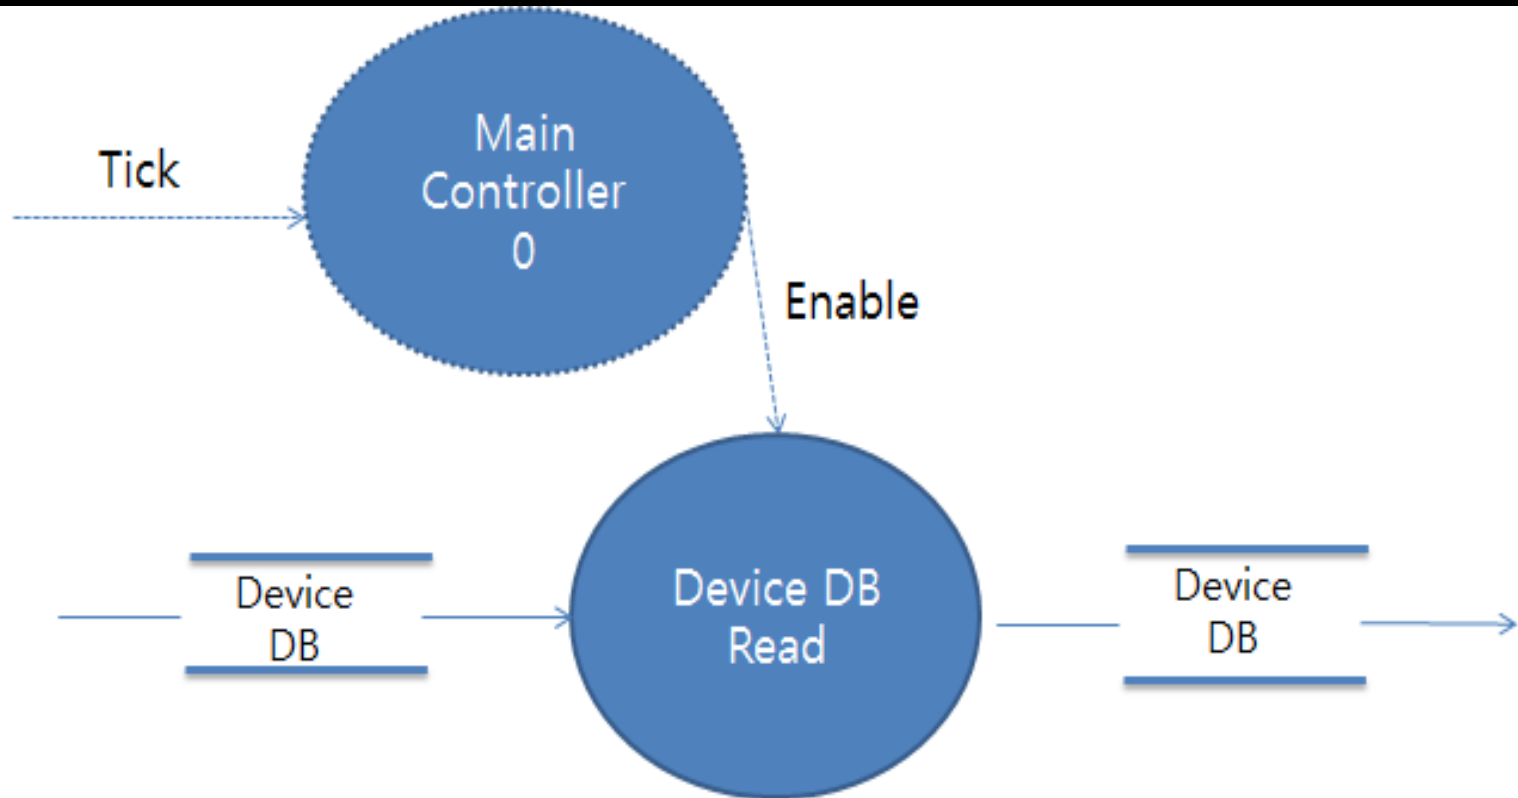 Tick
Main
Controller
0
Enable
Device
DB
Device DB
Read
Device
DB